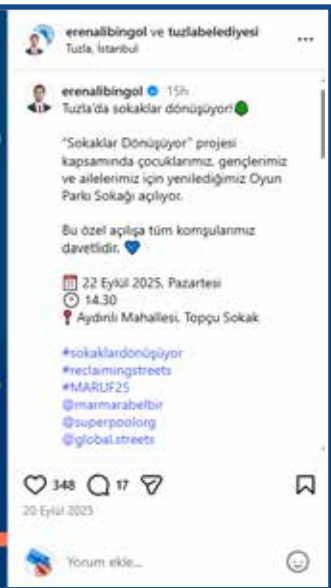 erenalibingol ve tuzlabelediyesi
Tuzla, İstanbul
erenalibingol 15h
Tuzla'da sokaklar dönüşüyor!
"Sokaklar Dönüşüyor" projesi
kapsamında çocuklarımız, gençlerimiz
ve ailelerimiz için yenilediğimiz Oyun
Parkı Sokağı açılıyor.
Bu özel açılışa tüm komşularımız
davetlidir.
22 Eylül 2025, Pazartesi
14.30
Aydınlı Mahallesi, Topçu Sokak
#sokaklardönüşüyor
#reclaimingstreets
#MARUF25
@marmarabelbir
@superpoolorg
@global.streets
348 17
20 Eylül 2025
Yorum ekle...